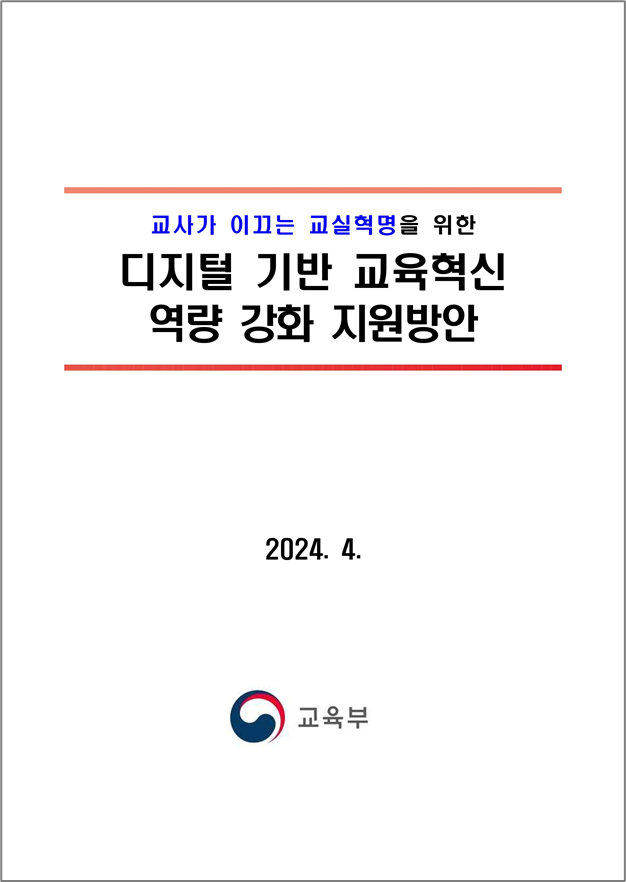 교사가 이끄는 교실혁명을 위한
디지털 기반 교육혁신
역량 강화 지원방안
2024. 4.
교육부